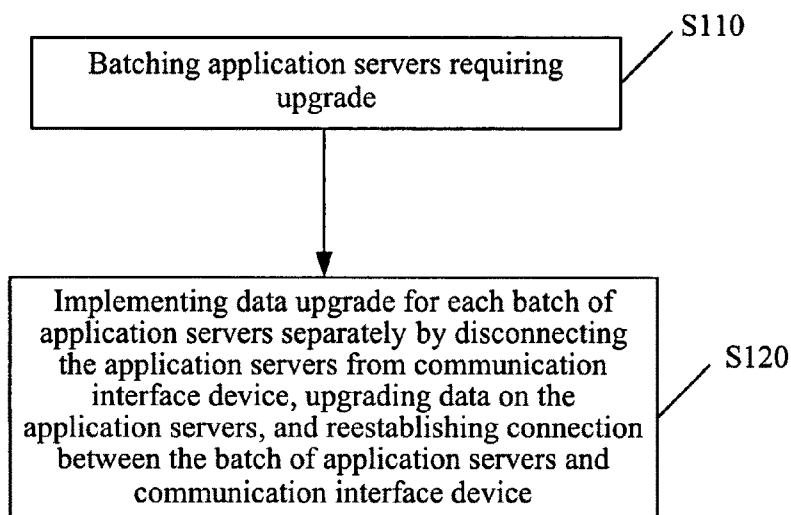 S110
Batching application servers requiring
upgrade
Implementing data upgrade for each batch of
application servers separately by disconnecting
the application servers from communication
interface device, upgrading data on the
application servers, and reestablishing connection
between the batch of application servers and
communication interface device
S120